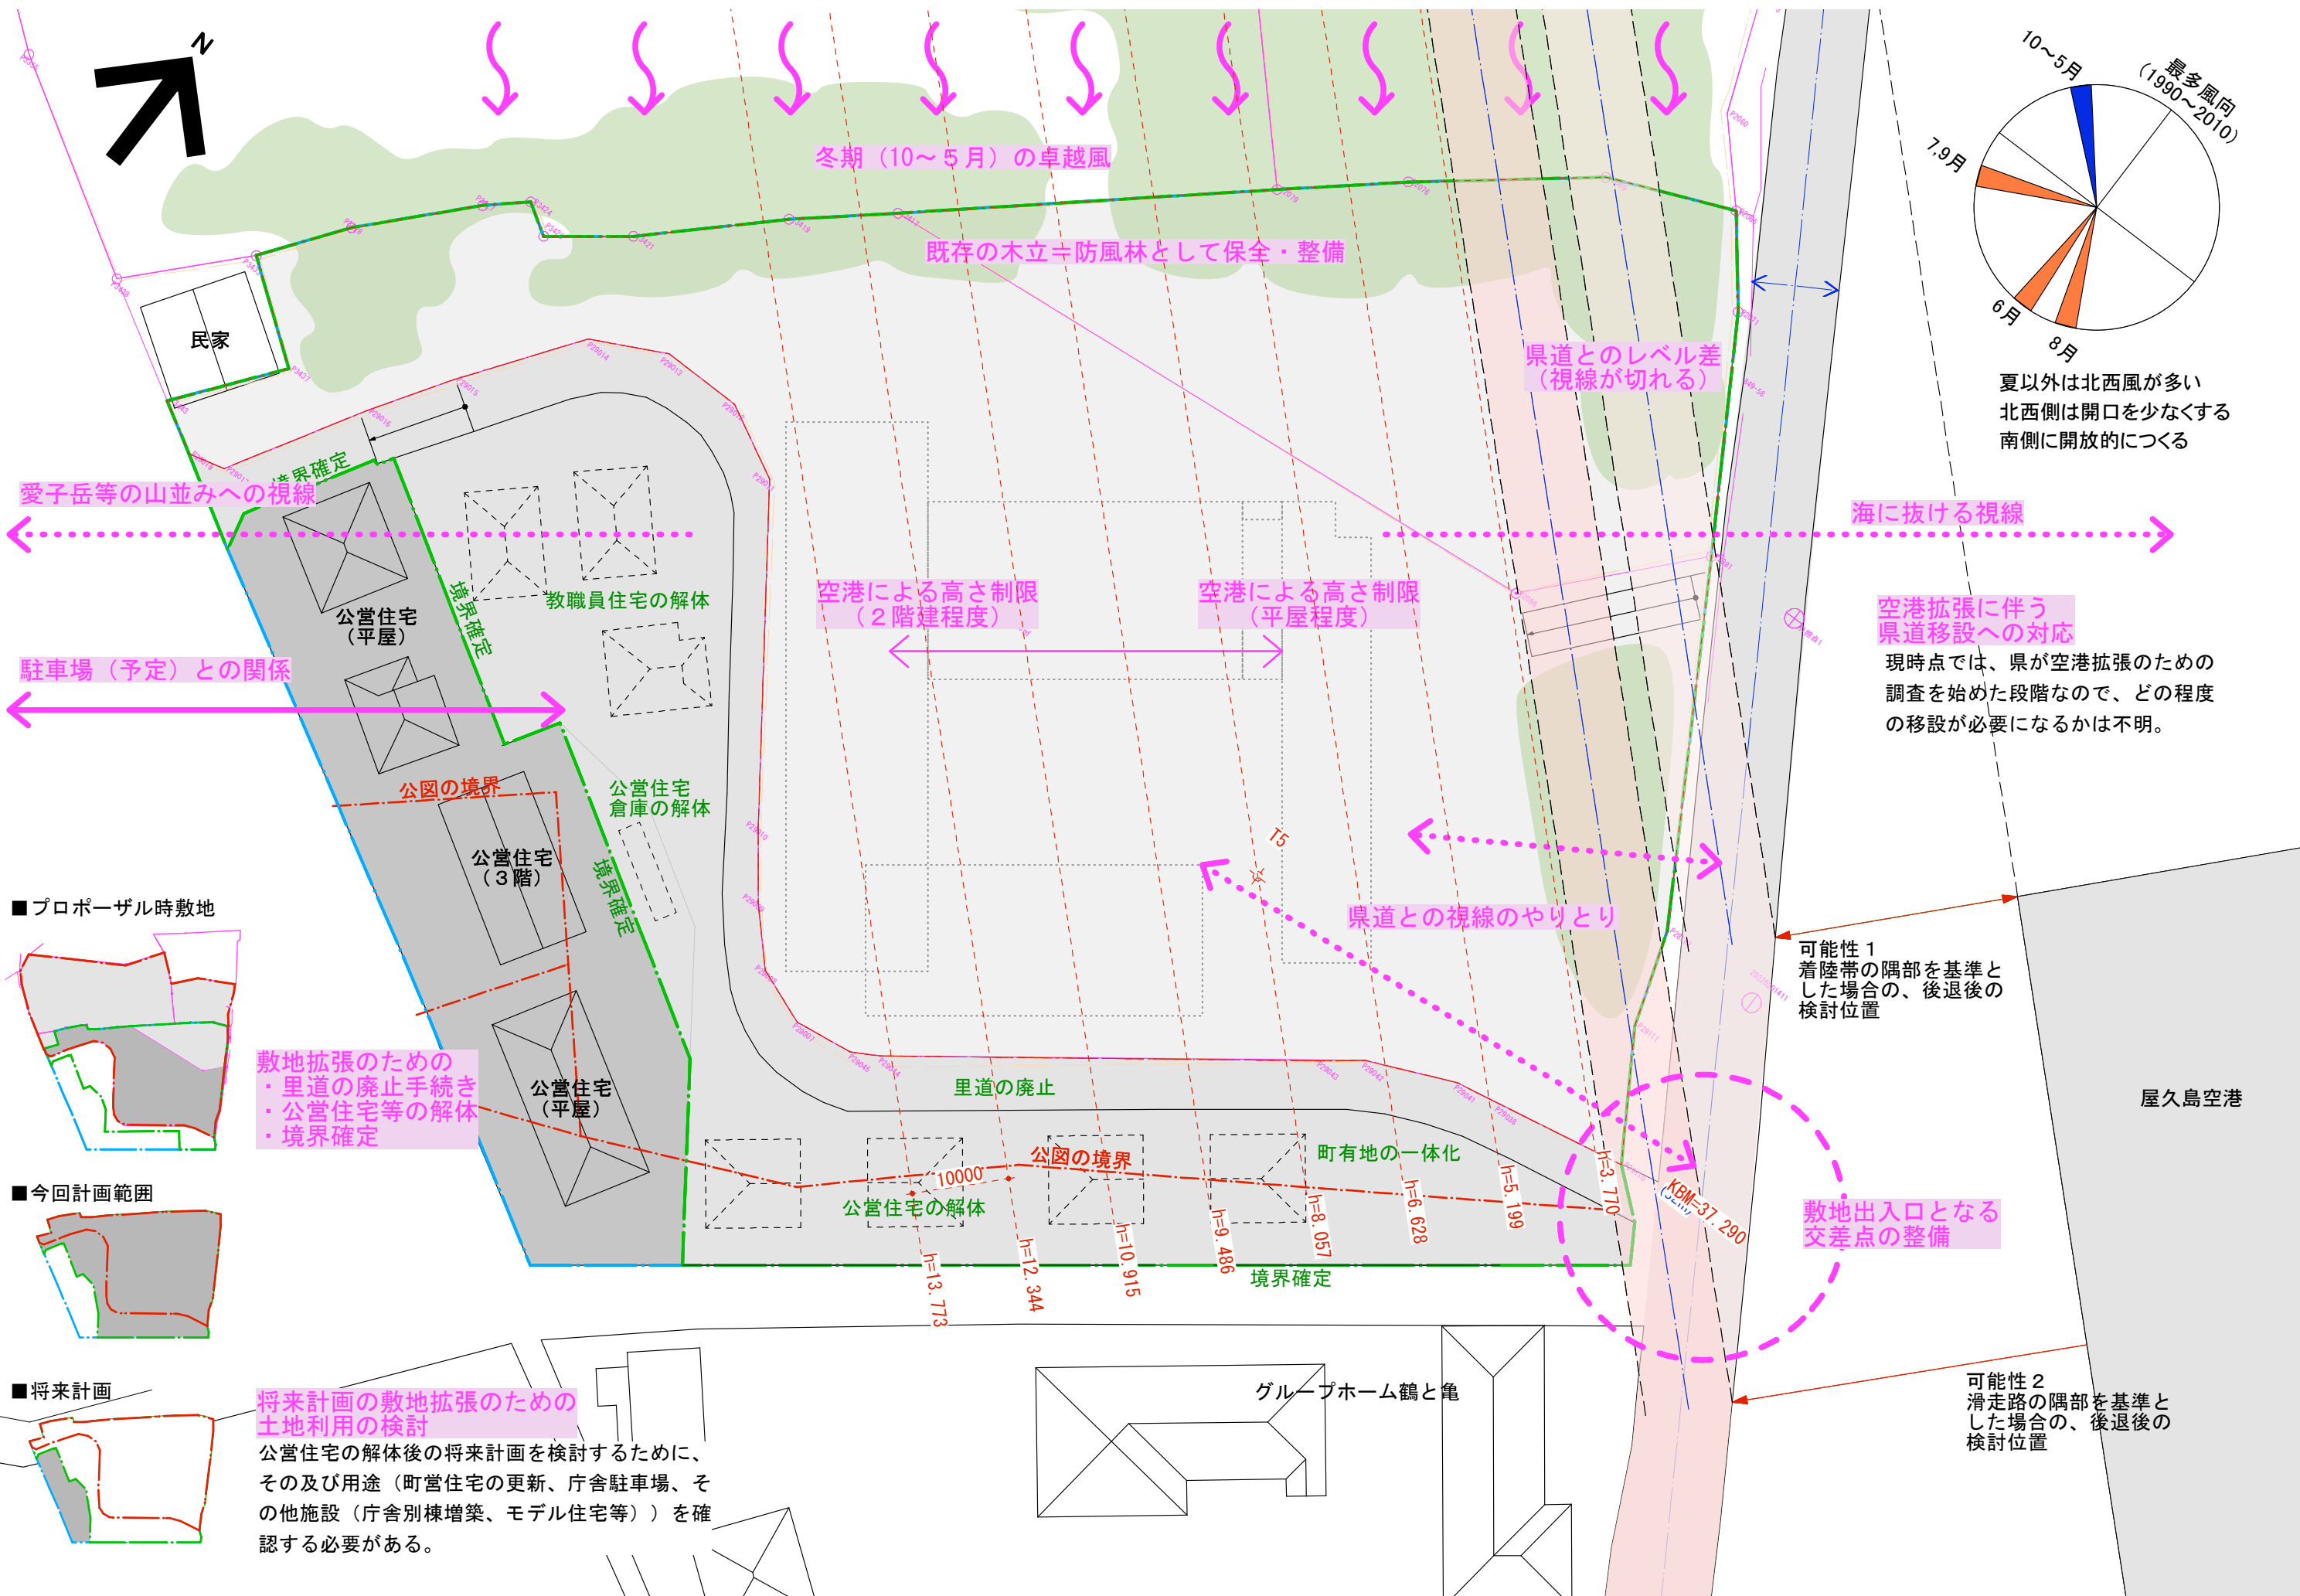 N
10～5月
最多風向
(1990～2010)
7,9月
6月
8月
夏以外は北西風が多い
北西側は開口を少なくする
南側に開放的につくる
冬期（10～５月）の卓越風
既存の木立＝防風林として保全・整備
民家
県道とのレベル差
（視線が切れる）
境界確定
愛子岳等の山並みへの視線
海に抜ける視線
境界確定
教職員住宅の解体
空港による高さ制限
（２階建程度）
空港による高さ制限
（平屋程度）
公営住宅
（平屋）
空港拡張に伴う
県道移設への対応
現時点では、県が空港拡張のための
調査を始めた段階なので、どの程度
の移設が必要になるかは不明。
駐車場（予定）との関係
公図の境界
公営住宅
倉庫の解体
公営住宅
（３階）
境界確定
T5
県道との視線のやりとり
■プロポーザル時敷地
可能性１
着陸帯の隅部を基準と
した場合の、後退後の
検討位置
敷地拡張のための
・里道の廃止手続き
・公営住宅等の解体
・境界確定
公営住宅
（平屋）
里道の廃止
屋久島空港
公図の境界
町有地の一体化
10000
公営住宅の解体
h=13.773
h=12.344
h=10.915
h=9.486
h=8.057
h=6.628
h=5.199
h=3.770
KBM=37.290
境界確定
敷地出入口となる
交差点の整備
■今回計画範囲
■将来計画
将来計画の敷地拡張のための
土地利用の検討
公営住宅の解体後の将来計画を検討するために、
その及び用途（町営住宅の更新、庁舎駐車場、そ
の他施設（庁舎別棟増築、モデル住宅等））を確
認する必要がある。
グループホーム鶴と亀
可能性２
滑走路の隅部を基準と
した場合の、後退後の
検討位置